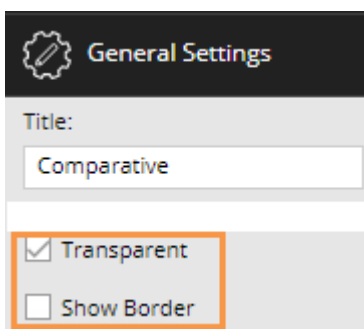 General Settings
Title:
Comparative
Transparent
Show Border